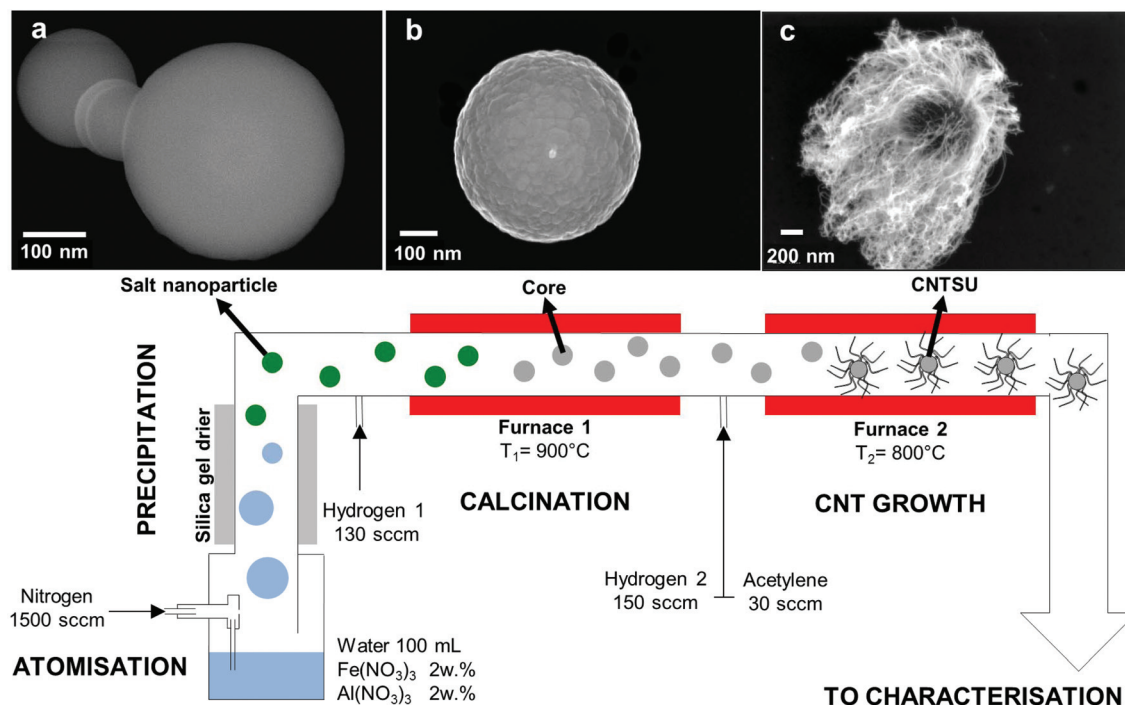 a
b
c
100 nm
100 nm
200 nm
Salt nanoparticle
Core
CNTSU
PRECIPITATION
Silica gel drier
Furnace 1
T₁= 900°C
Furnace 2
T₂= 800°C
CALCINATION
CNT GROWTH
Hydrogen 1
130 sccm
Hydrogen 2
150 sccm
Acetylene
30 sccm
Nitrogen
1500 sccm
ATOMISATION
Water 100 mL
Fe(NO₃)₃ 2w.%
Al(NO₃)₃ 2w.%
TO CHARACTERISATION